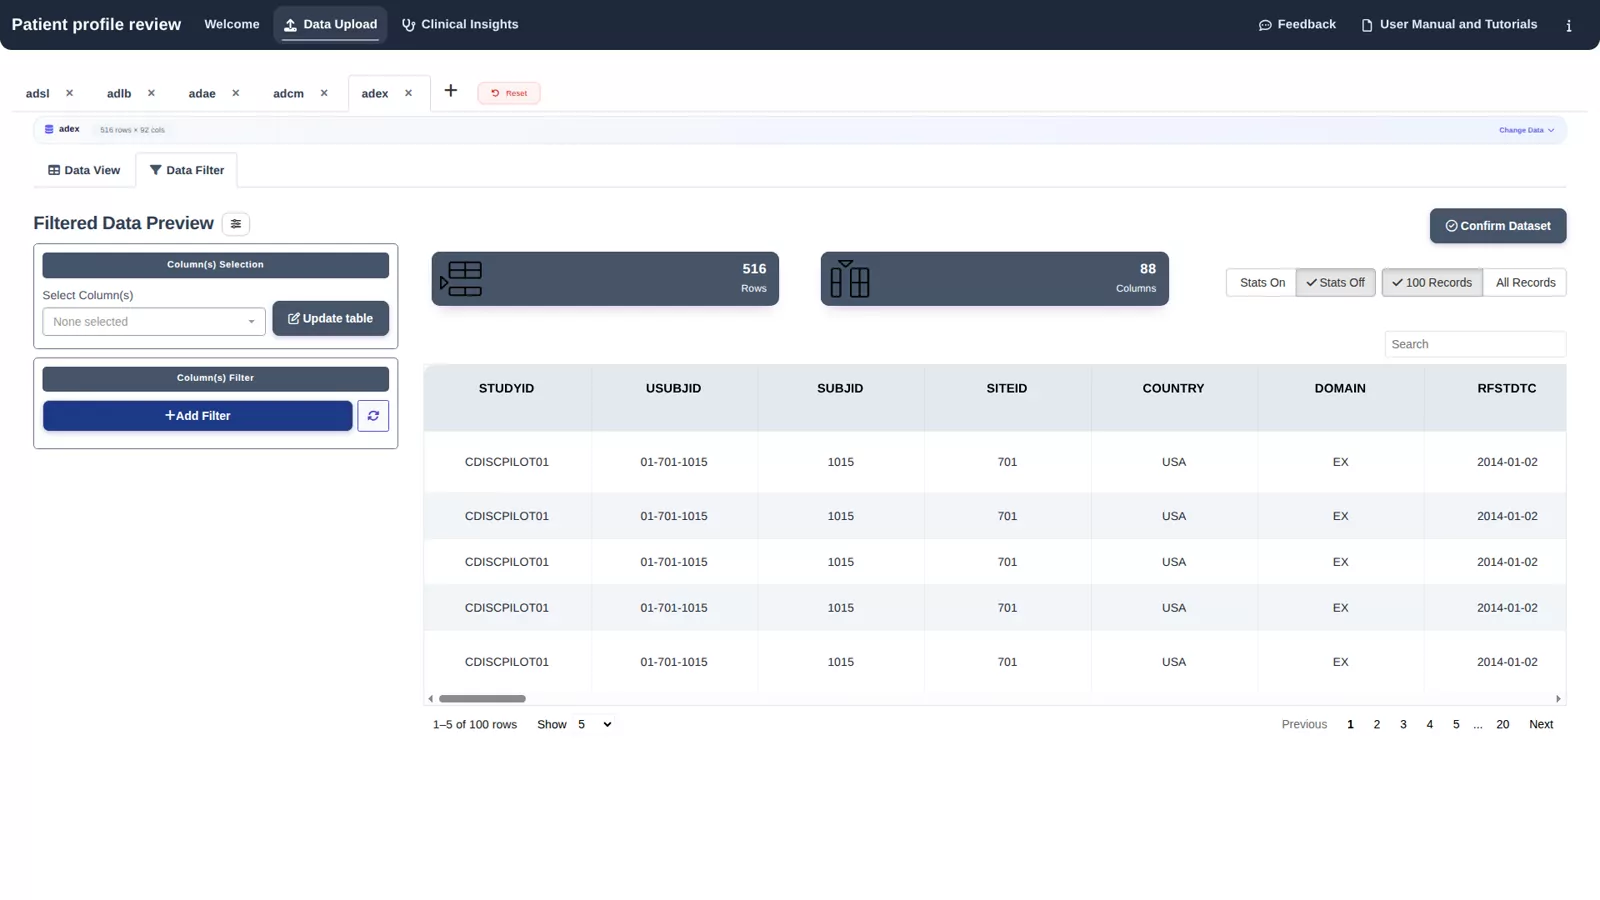 Patient profile review
Welcome
Data Upload
Clinical Insights
Feedback
User Manual and Tutorials
adsl ×
adlb ×
adae ×
adcm ×
adex ×
+
Reset
adex
516 rows × 92 cols
Change Data
Data View
Data Filter
Filtered Data Preview
Confirm Dataset
Column(s) Selection
Select Column(s)
None selected
Update table
Column(s) Filter
+Add Filter
516
Rows
88
Columns
Stats On
Stats Off
100 Records
All Records
Search
STUDYID USUBJID SUBJID SITEID COUNTRY DOMAIN RFSTDTC
CDISCPILOT01 01-701-1015 1015 701 USA EX 2014-01-02
CDISCPILOT01 01-701-1015 1015 701 USA EX 2014-01-02
CDISCPILOT01 01-701-1015 1015 701 USA EX 2014-01-02
CDISCPILOT01 01-701-1015 1015 701 USA EX 2014-01-02
CDISCPILOT01 01-701-1015 1015 701 USA EX 2014-01-02
1–5 of 100 rows
Show 5
Previous 1 2 3 4 5 ... 20 Next